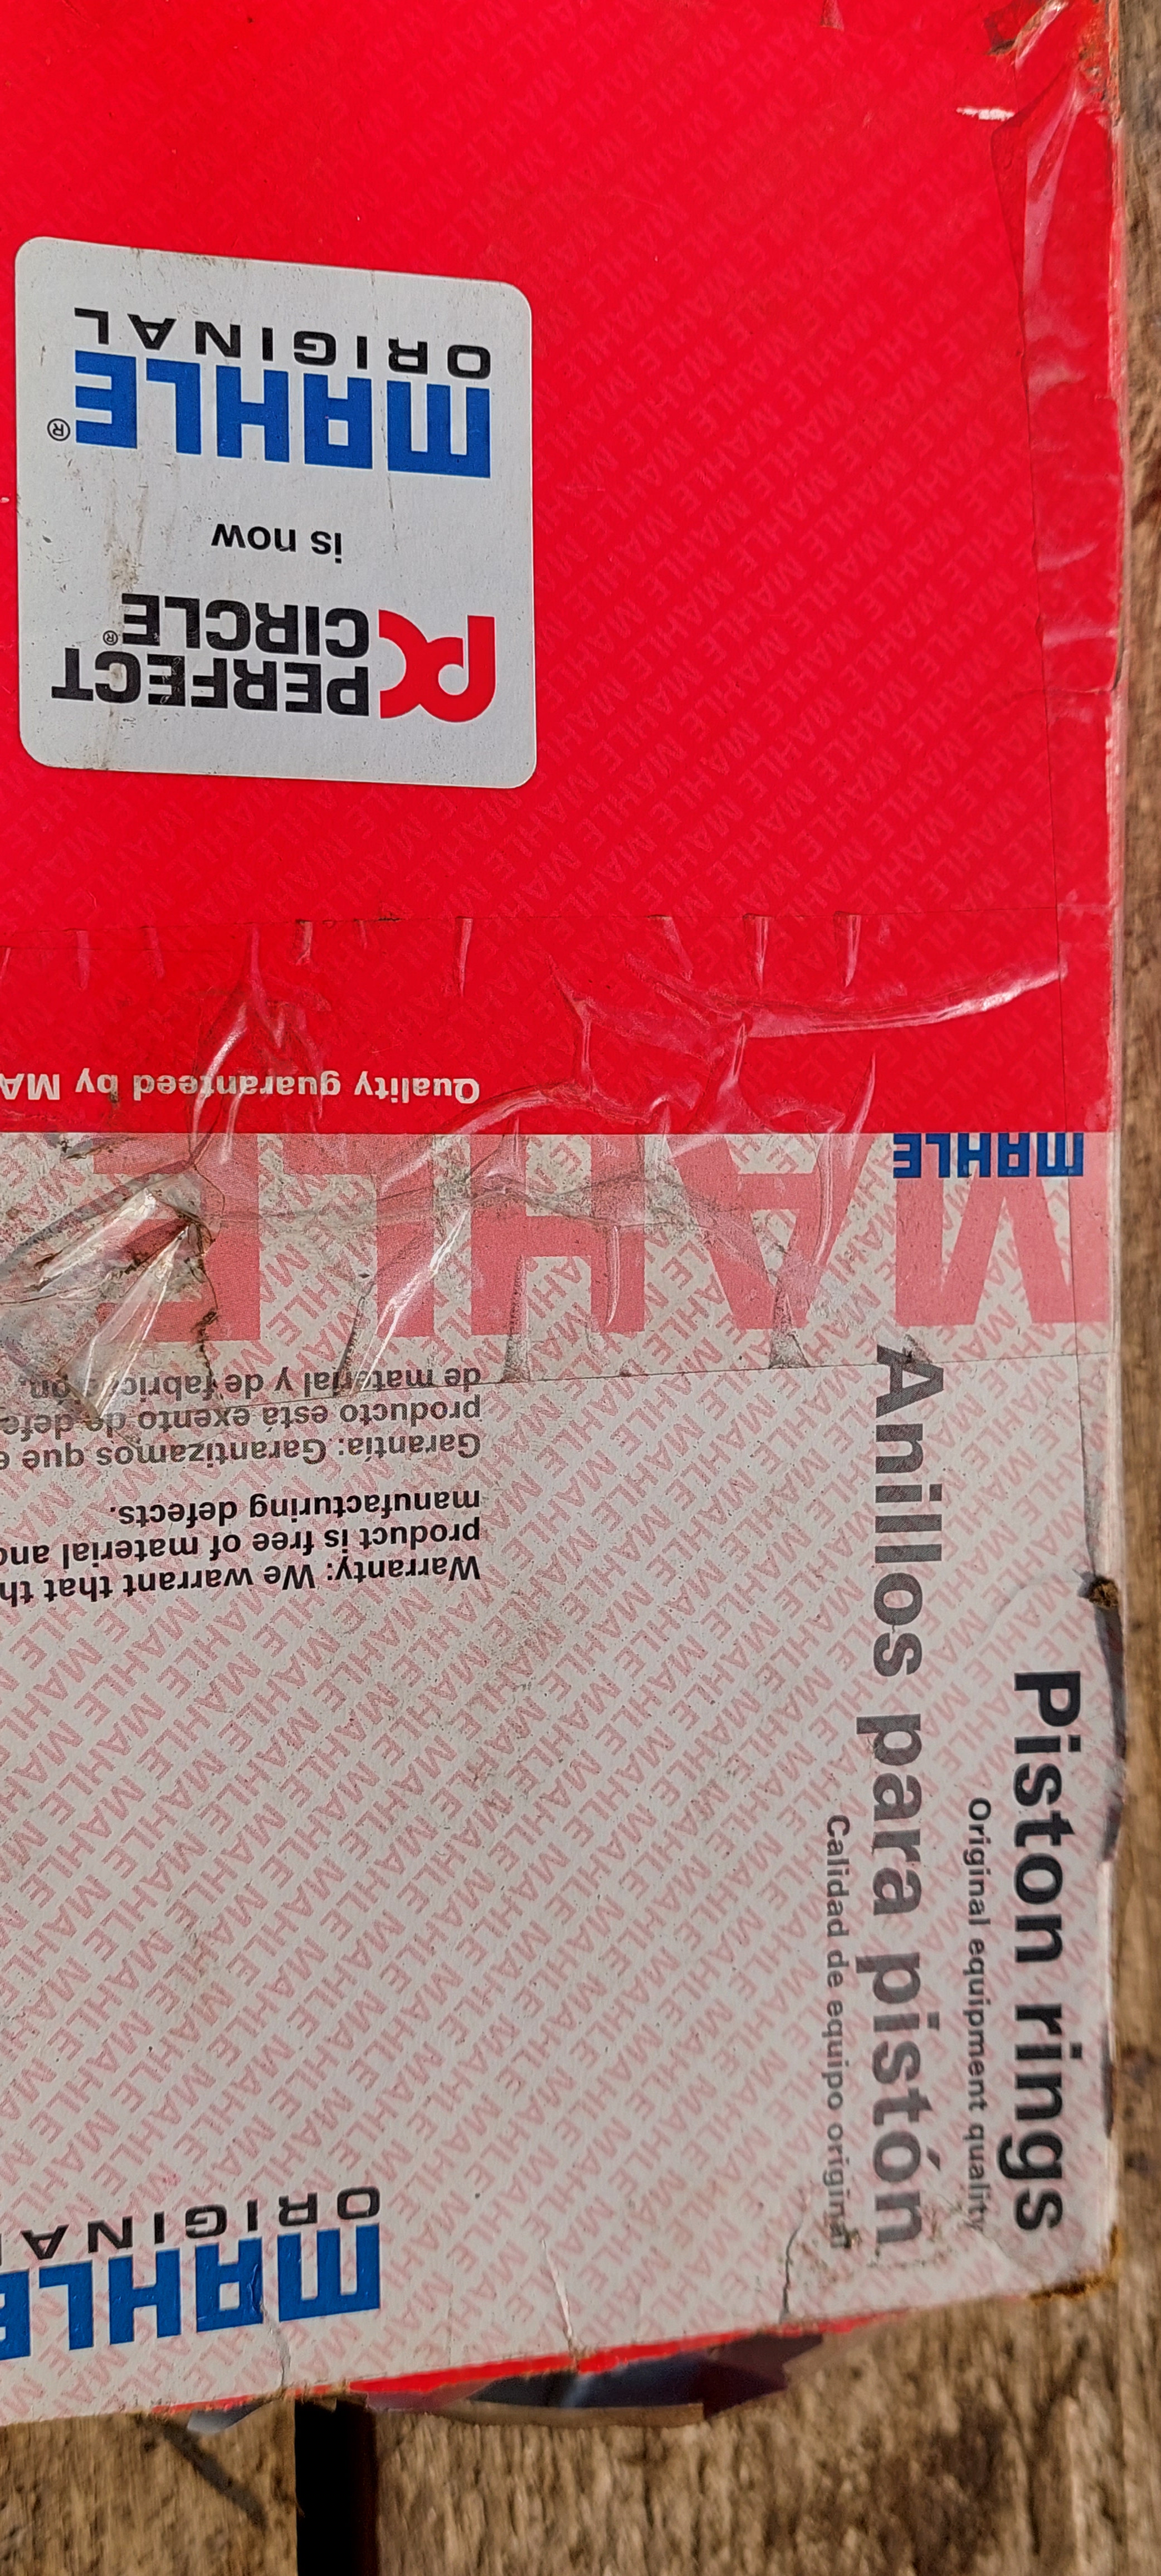 MAHLE
ORIGINAL
Warranty: We warrant that th
product is free of material and
manufacturing defects.
Garantía: Garantizamos que e
producto está exento de defe
de material y de fabricación.
MAHLE
MAHLE
Quality guaranteed by MA
PERFECT
CIRCLE®
is now
MAHLE®
ORIGINAL
Piston rings
Original equipment quality
Anillos para pistón
Calidad de equipo original